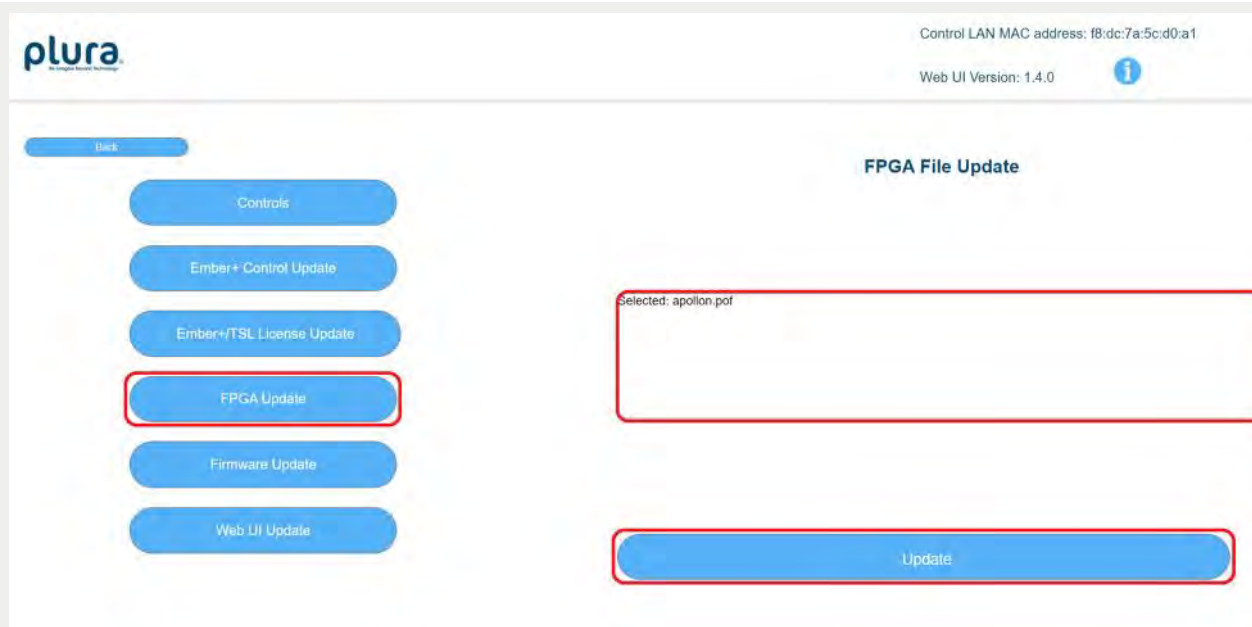 Control LAN MAC address: f8:dc:7a:5c:d0:a1
plura
Web UI Version: 1.4.0
i
Back
FPGA File Update
Controls
Ember+ Control Update
Selected: apollon.pof
Ember+/TSL License Update
FPGA Update
Firmware Update
Web UI Update
Update